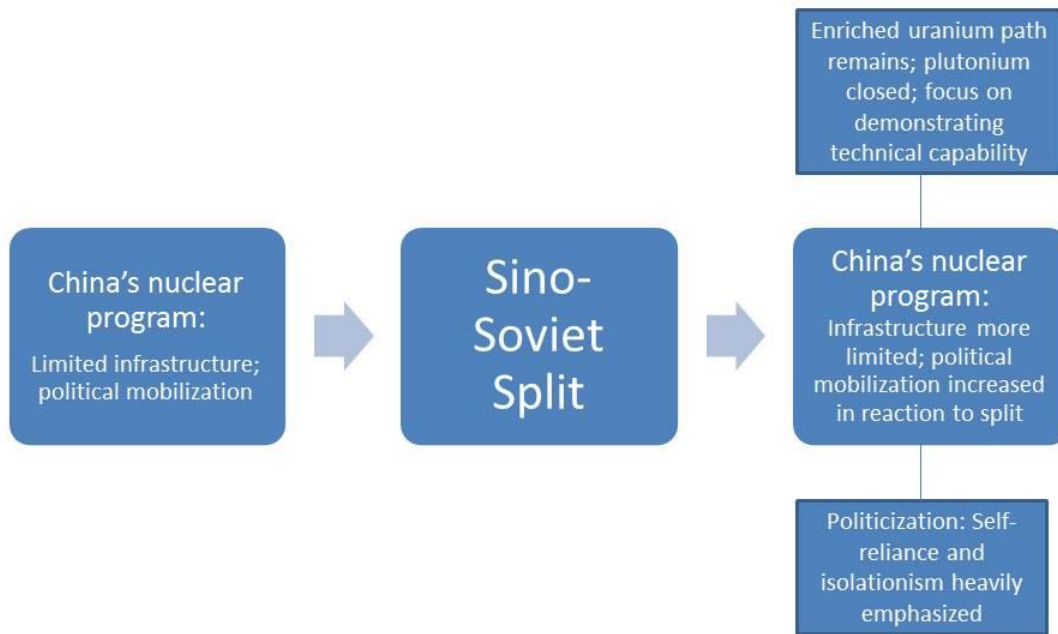 China's nuclear
program:
Limited infrastructure;
political mobilization
Sino-
Soviet
Split
Enriched uranium path
remains; plutonium
closed; focus on
demonstrating
technical capability
China's nuclear
program:
Infrastructure more
limited; political
mobilization increased
in reaction to split
Politicization: Self-
reliance and
isolationism heavily
emphasized